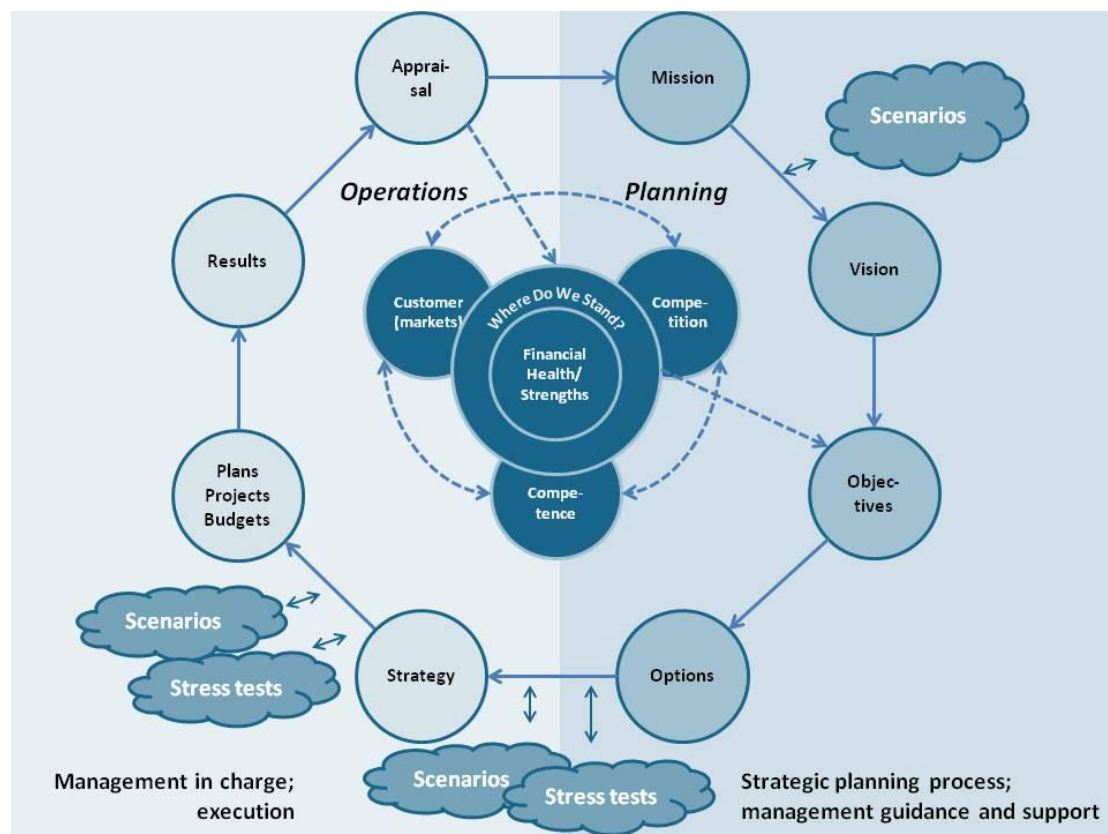 Apprai-
sal
Mission
Scenarios
Operations
Planning
Results
Vision
Customer
(markets)
Where Do We Stand?
Compe-
tition
Financial
Health/
Strengths
Plans
Projects
Budgets
Compe-
tence
Objec-
tives
Scenarios
Stress tests
Strategy
Options
Scenarios
Stress tests
Management in charge;
execution
Strategic planning process;
management guidance and support